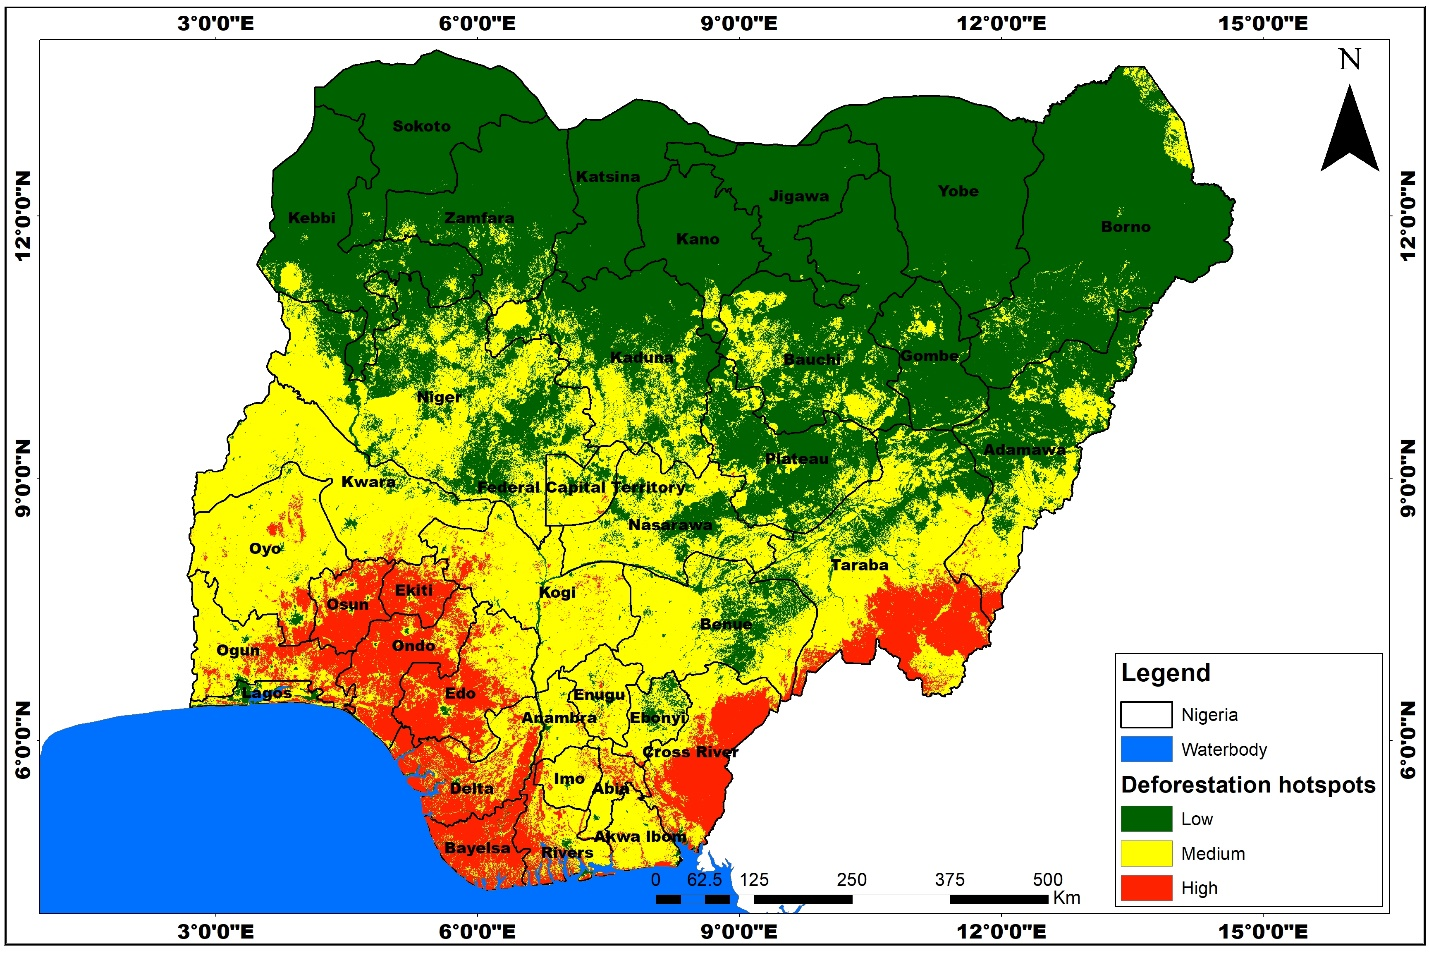 3°0'0"E 6°0'0"E 9°0'0"E 12°0'0"E 15°0'0"E
N
12°0'0"N
12°0'0"N
9°0'0"N
9°0'0"N
6°0'0"N
6°0'0"N
Sokoto
Katsina
Jigawa
Yobe
Kebbi
Zamfara
Kano
Borno
Kaduna
Bauchi
Gombe
Niger
Plateau
Adamawa
Kwara
Federal Capital Territory
Nasarawa
Oyo
Taraba
Osun
Ekiti
Kogi
Benue
Ogun
Ondo
Lagos
Edo
Enugu
Anambra
Ebonyi
Cross River
Delta
Imo
Abia
Akwa Ibom
Bayelsa
Rivers
Legend
Nigeria
Waterbody
Deforestation hotspots
Low
Medium
High
0 62.5 125 250 375 500
Km
3°0'0"E 6°0'0"E 9°0'0"E 12°0'0"E 15°0'0"E